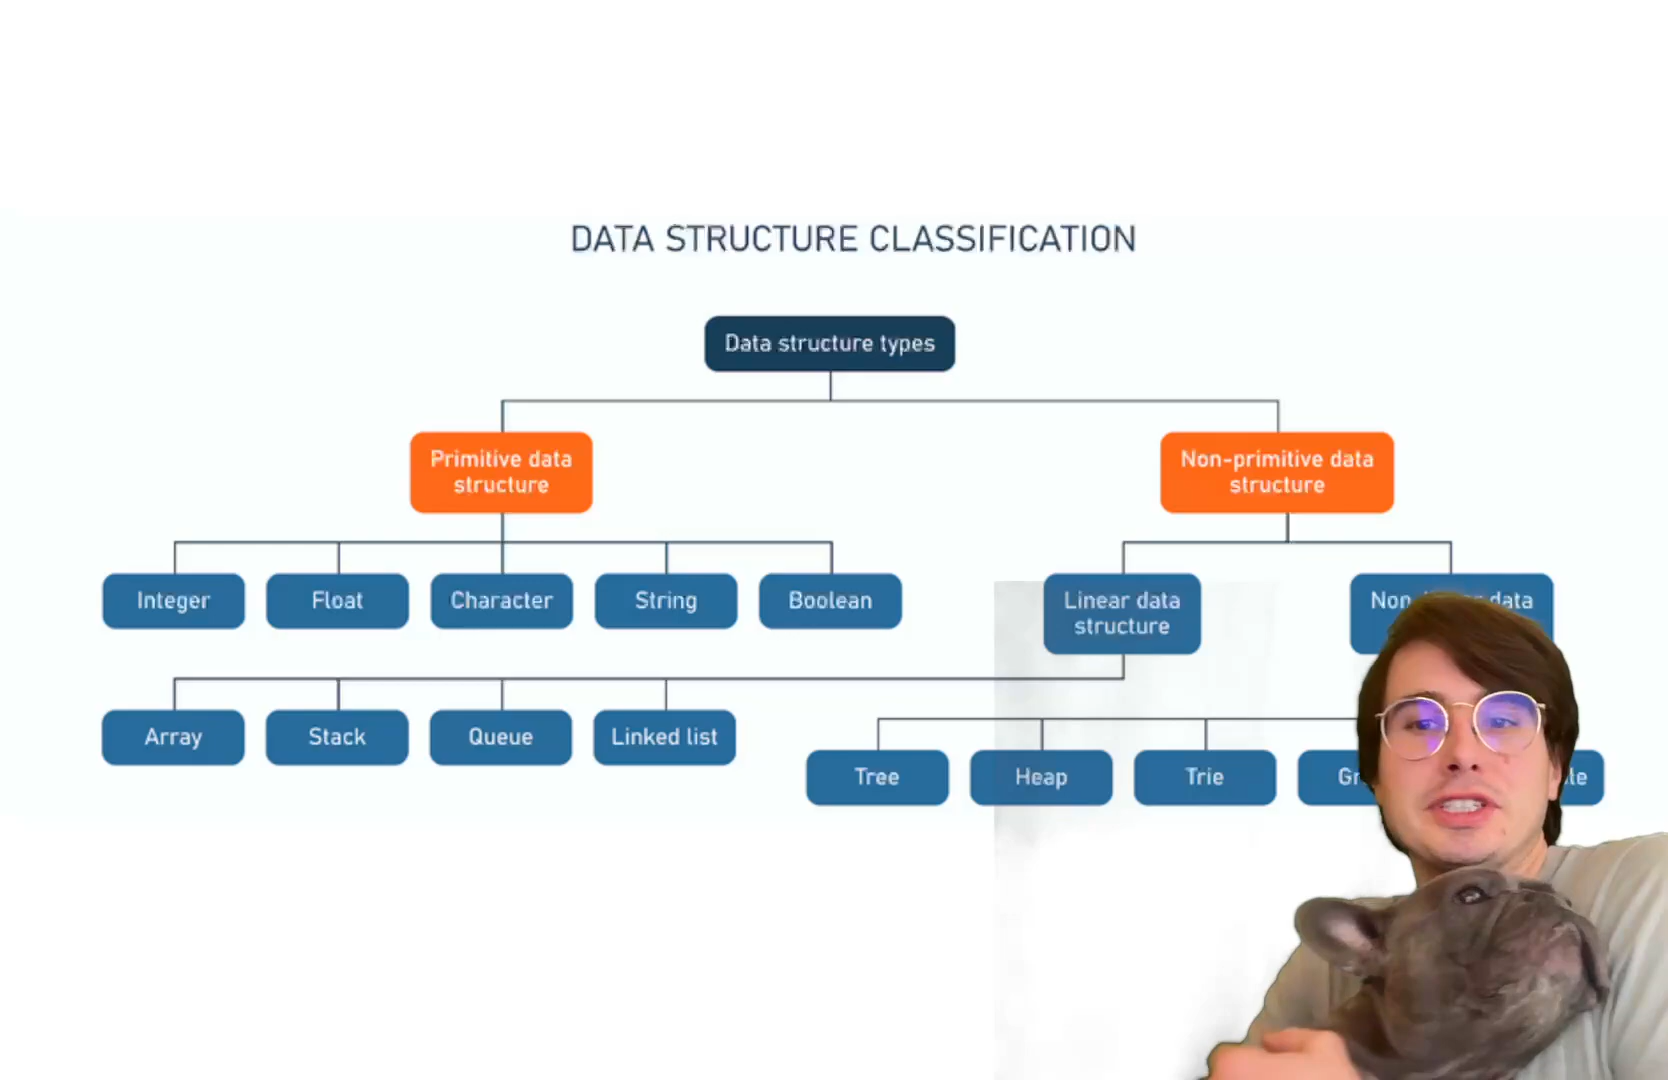 DATA STRUCTURE CLASSIFICATION
Data structure types
Primitive data
structure
Non-primitive data
structure
Integer
Float
Character
String
Boolean
Linear data
structure
data
Array
Stack
Queue
Linked list
Tree
Heap
Trie